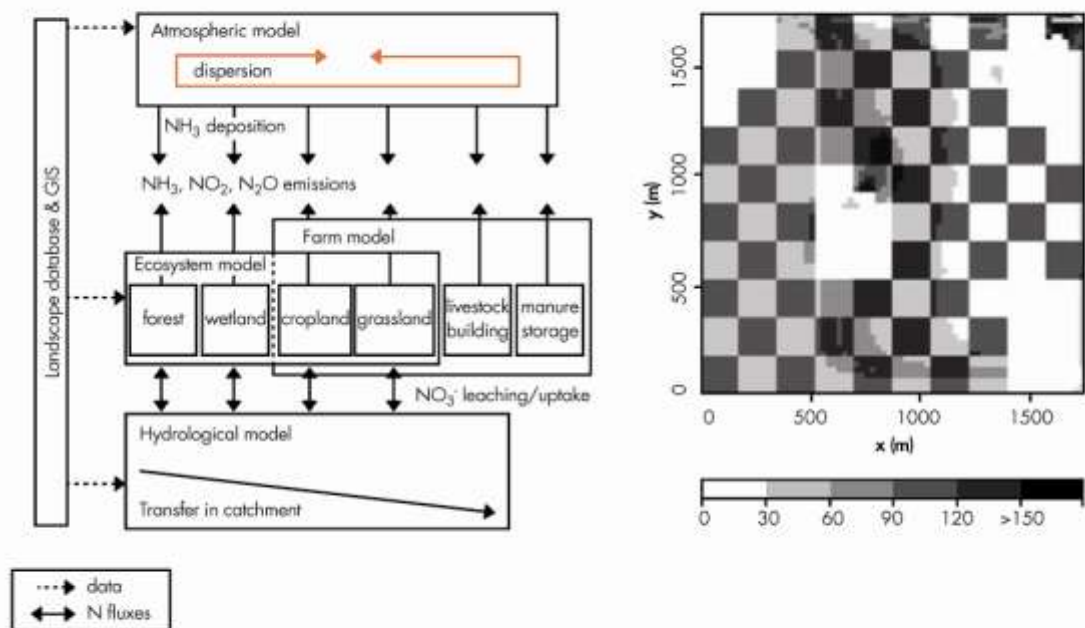 Landscape database & GIS
Atmospheric model
dispersion
NH₃ deposition
NH₃, NO₂, N₂O emissions
Farm model
Ecosystem model
forest
wetland
cropland
grassland
livestock
building
manure
storage
NO₃⁻ leaching/uptake
Hydrological model
Transfer in catchment
data
N fluxes
y (m)
1500
1000
500
0
0 500 1000 1500
x (m)
0 30 60 90 120 >150